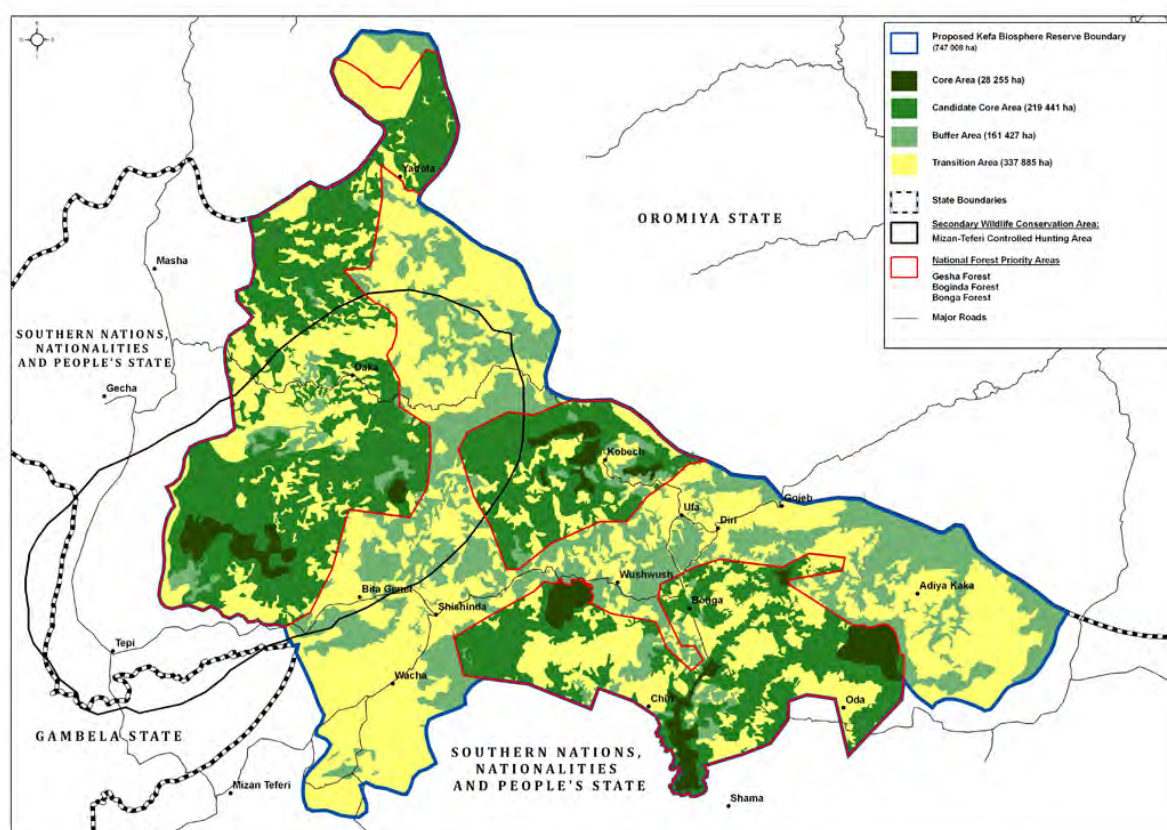 N
Proposed Kefa Biosphere Reserve Boundary
(747 008 ha)
Core Area (28 255 ha)
Candidate Core Area (219 441 ha)
Buffer Area (161 427 ha)
Transition Area (337 885 ha)
State Boundaries
Secondary Wildlife Conservation Area:
Mizan-Teferi Controlled Hunting Area
National Forest Priority Areas
Gesha Forest
Boginda Forest
Bonga Forest
Major Roads
Yadota
OROMIYA STATE
Masha
SOUTHERN NATIONS,
NATIONALITIES
AND PEOPLE'S STATE
Daka
Gecha
Kobech
Gojeb
Ufa
Diri
Wushwush
Bita Genet
Adiya Kaka
Bonga
Shishinda
Tepi
Wacha
Chiri
Oda
GAMBELA STATE
SOUTHERN NATIONS,
NATIONALITIES
AND PEOPLE'S STATE
Mizan Teferi
Shama